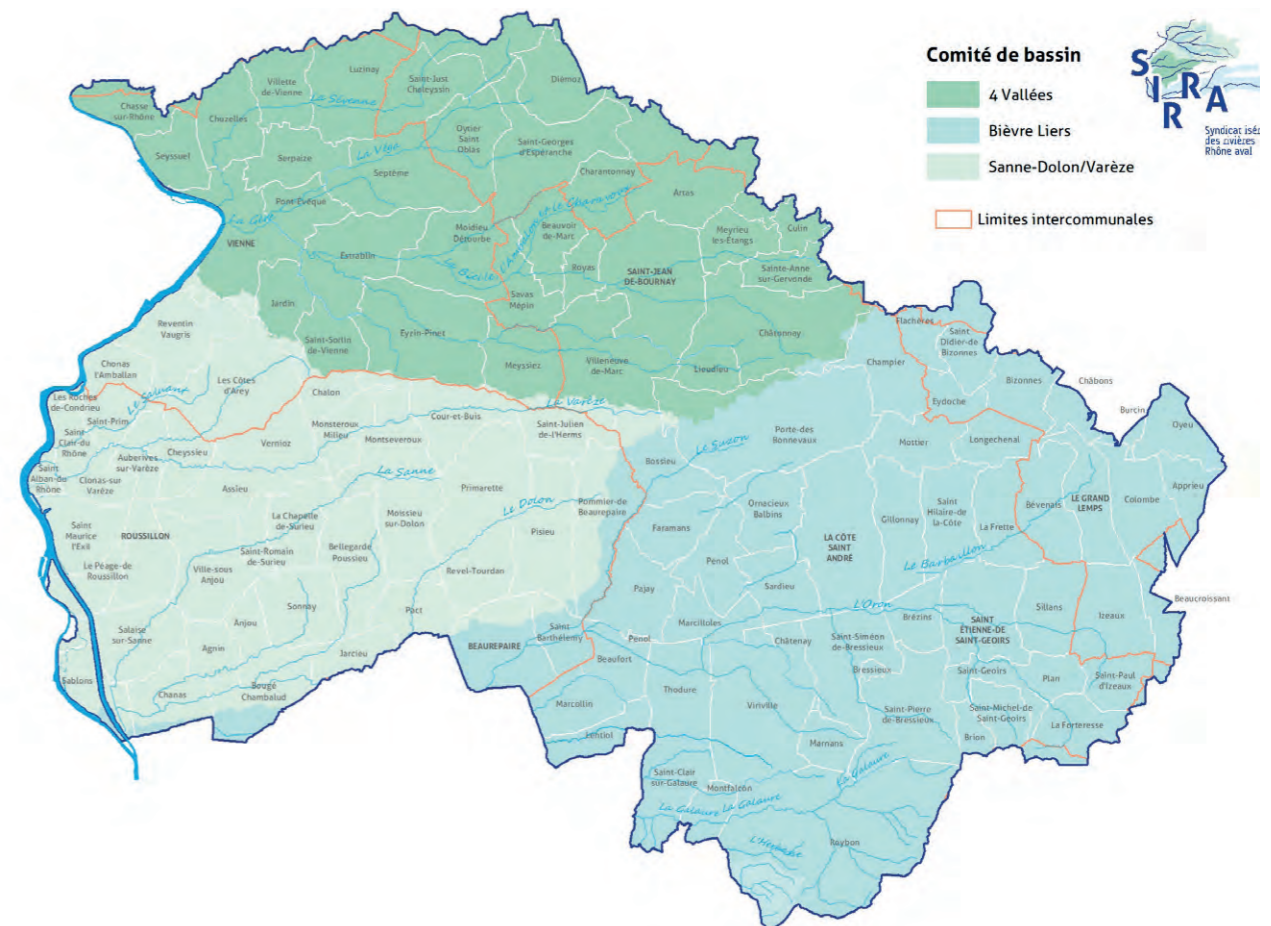 Comité de bassin
4 Vallées
Bièvre Liers
Sanne-Dolon/Varèze
Limites intercommunales
SIRRA
Syndicat isé
des rivières
Rhône aval
Chasse
sur-Rhône
Seyssuel
Chuzelles
Villette
de-Vienne
Luzinay
La Sévenne
Saint-Just
Chaleyssin
Diémoz
Serpaize
La Véga
Septème
Oytier
Saint
Oblas
Saint-Georges
d'Espéranche
Charantonnay
Pont-Évêque
La Gère
VIENNE
Estrablin
Moidieu
Détourbe
Beauvoir
de-Marc
Artas
Royas
Meyrieu
les-Étangs
Culin
SAINT-JEAN
DE-BOURNAY
Sainte-Anne
sur-Gervonde
Savas
Mépin
Jardin
Saint-Sorlin
de-Vienne
Eyzin-Pinet
Meyssiez
Villeneuve
de-Marc
Lieudieu
Châtonnay
Reventin
Vaugris
Chonas
l'Amballan
Les Côtes
d'Arey
Les Roches
de-Condrieu
Le Saluant
Saint-Prim
Saint
Clair-du
Rhône
Chalon
Vernioz
Monsteroux
Milieu
Montseveroux
Cour-et-Buis
La Varèze
Saint-Julien
de-l'Herms
Auberives
sur-Varèze
Cheyssieu
Saint
Alban-du
Rhône
Clonas-sur
Varèze
Assieu
La Sanne
Primarette
Le Dolon
Pommier-de
Beaurepaire
Saint
Maurice
l'Exil
ROUSSILLON
La Chapelle
de-Surieu
Moissieu
sur-Dolon
Pisieu
Le Péage-de
Roussillon
Ville-sous
Anjou
Saint-Romain
de-Surieu
Bellegarde
Poussieu
Revel-Tourdan
Salaise
sur-Sanne
Anjou
Sonnay
Pact
Agnin
Jarcieu
Sablons
Chanas
Bougé
Chambalud
BEAUREPAIRE
Saint
Barthélemy
Flachères
Saint
Didier-de
Bizonnes
Champier
Bizonnes
Châbons
Eydoche
Burcin
Oyeu
Bossieu
Le Suzon
Porte-des
Bonnevaux
Mottier
Longechenal
Apprieu
Faramans
Ornacieux
Balbins
Gillonnay
Saint
Hilaire-de
la-Côte
La Frette
Bévenais
LE GRAND
LEMPS
Colombe
LA CÔTE
SAINT
ANDRÉ
Le Barbaillon
Pajay
Penol
Sardieu
Beaucroissant
L'Oron
Sillans
Izeaux
Penol
Marcilloles
Châtenay
Saint-Siméon
de-Bressieux
Brézins
SAINT
ÉTIENNE-DE
SAINT-GEOIRS
Beaufort
Bressieux
Saint-Geoirs
Plan
Saint-Paul
d'Izeaux
Marcollin
Thodure
Viriville
Saint-Pierre
de-Bressieux
Saint-Michel-de
Saint-Geoirs
La Forteresse
Lentiol
Marnans
Brion
Saint-Clair
sur-Galaure
Montfalcon
La Galaure
La Galaure
La Galaure
Roybon